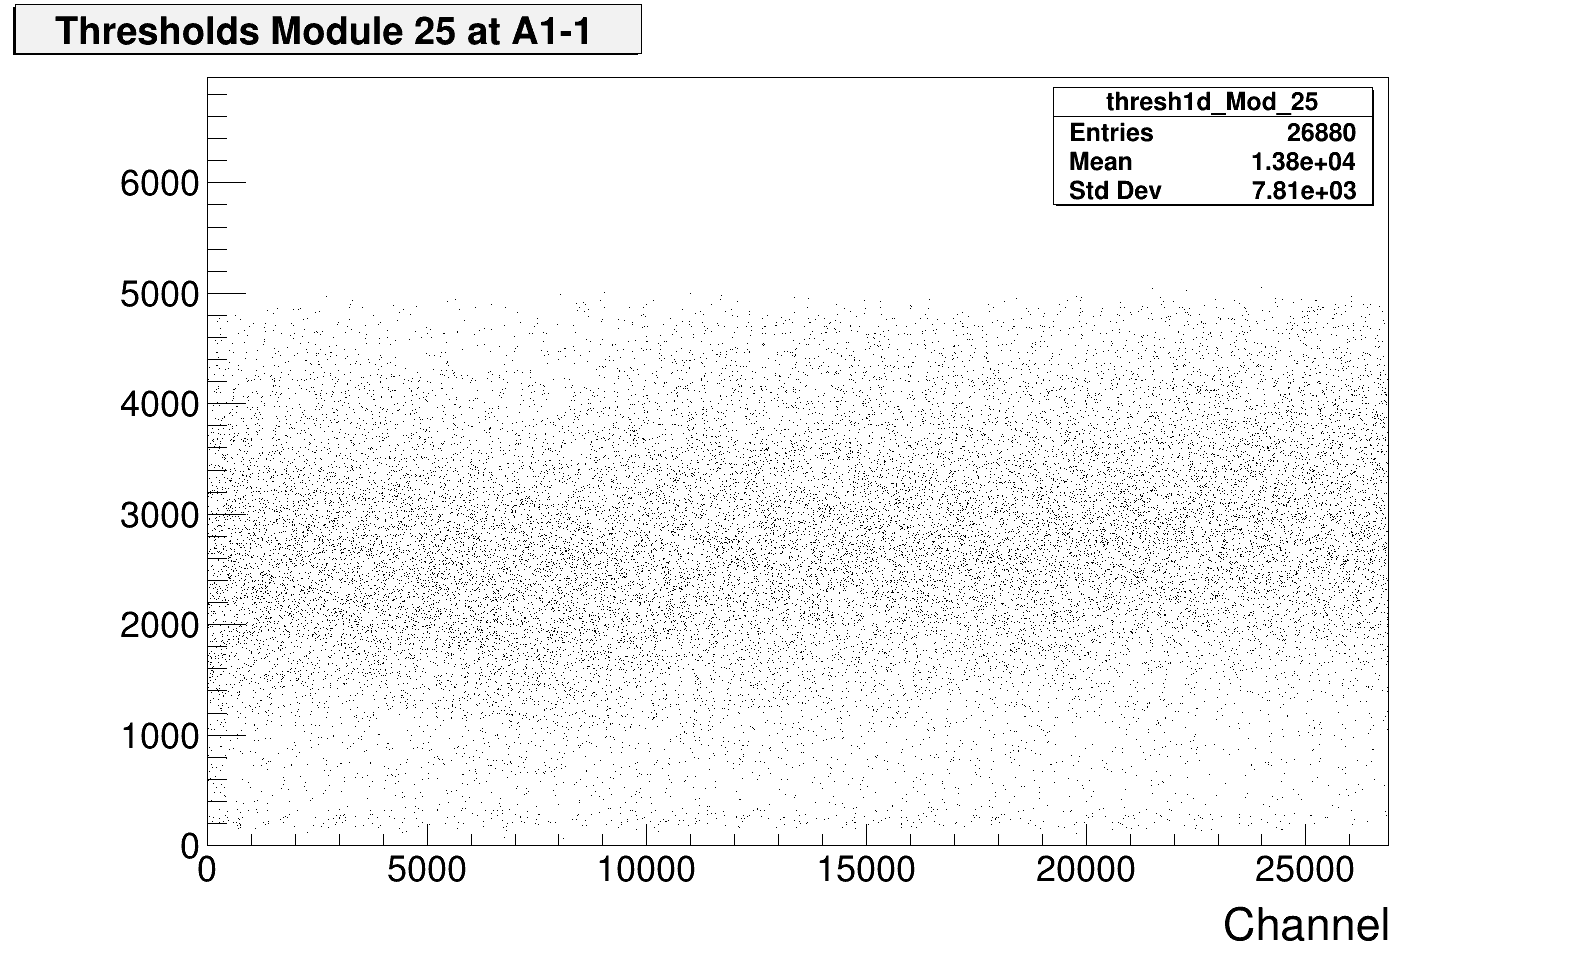 Thresholds Module 25 at A1-1
thresh1d_Mod_25
Entries 26880
Mean 1.38e+04
Std Dev 7.81e+03
6000
5000
4000
3000
2000
1000
0
0 5000 10000 15000 20000 25000
Channel